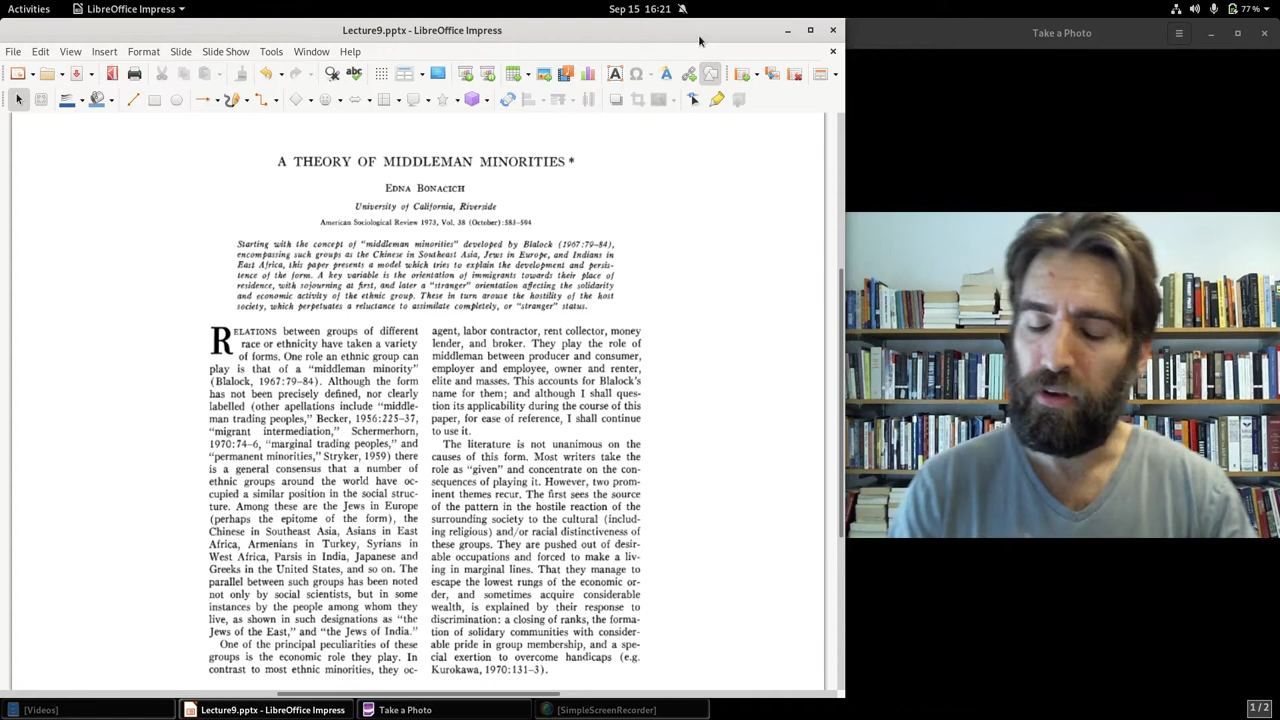 Activities
LibreOffice Impress
Sep 15 16:21
77%
Lecture9.pptx - LibreOffice Impress
Take a Photo
File Edit View Insert Format Slide Slide Show Tools Window Help
A THEORY OF MIDDLEMAN MINORITIES *
EDNA BONACICH
University of California, Riverside
American Sociological Review 1973, Vol. 38 (October):583-594
Starting with the concept of "middleman minorities" developed by Blalock (1967:79-84),
encompassing such groups as the Chinese in Southeast Asia, Jews in Europe, and Indians in
East Africa, this paper presents a model which tries to explain the development and persis-
tence of the form. A key variable is the orientation of immigrants towards their place of
residence, with sojourning at first, and later a "stranger" orientation affecting the solidarity
and economic activity of the ethnic group. These in turn arouse the hostility of the host
society, which perpetuates a reluctance to assimilate completely, or "stranger" status.
RELATIONS between groups of different
race or ethnicity have taken a variety
of forms. One role an ethnic group can
play is that of a "middleman minority"
(Blalock, 1967:79-84). Although the form
has not been precisely defined, nor clearly
labelled (other apellations include "middle-
man trading peoples," Becker, 1956:225-37,
"migrant intermediation," Schermerhorn,
1970:74-6, "marginal trading peoples," and
"permanent minorities," Stryker, 1959) there
is a general consensus that a number of
ethnic groups around the world have oc-
cupied a similar position in the social struc-
ture. Among these are the Jews in Europe
(perhaps the epitome of the form), the
Chinese in Southeast Asia, Asians in East
Africa, Armenians in Turkey, Syrians in
West Africa, Parsis in India, Japanese and
Greeks in the United States, and so on. The
parallel between such groups has been noted
not only by social scientists, but in some
instances by the people among whom they
live, as shown in such designations as "the
Jews of the East," and "the Jews of India."
One of the principal peculiarities of these
groups is the economic role they play. In
contrast to most ethnic minorities, they oc-
agent, labor contractor, rent collector, money
lender, and broker. They play the role of
middleman between producer and consumer,
employer and employee, owner and renter,
elite and masses. This accounts for Blalock's
name for them; and although I shall ques-
tion its applicability during the course of this
paper, for ease of reference, I shall continue
to use it.
The literature is not unanimous on the
causes of this form. Most writers take the
role as "given" and concentrate on the con-
sequences of playing it. However, two prom-
inent themes recur. The first sees the source
of the pattern in the hostile reaction of the
surrounding society to the cultural (includ-
ing religious) and/or racial distinctiveness of
these groups. They are pushed out of desir-
able occupations and forced to make a liv-
ing in marginal lines. That they manage to
escape the lowest rungs of the economic or-
der, and sometimes acquire considerable
wealth, is explained by their response to
discrimination: a closing of ranks, the forma-
tion of solidary communities with consider-
able pride in group membership, and a spe-
cial exertion to overcome handicaps (e.g.
Kurokawa, 1970:131-3).
[Videos]
Lecture9.pptx - LibreOffice Impress
Take a Photo
[SimpleScreenRecorder]
1 / 2